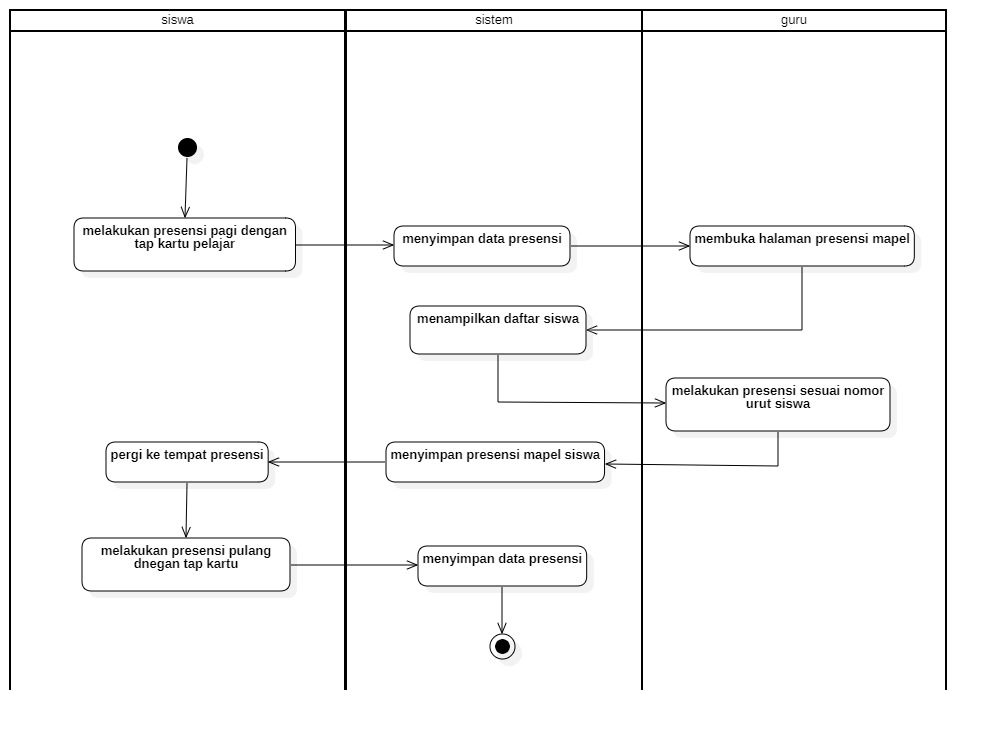 siswa
sistem
guru
melakukan presensi pagi dengan
tap kartu pelajar
menyimpan data presensi
membuka halaman presensi mapel
menampilkan daftar siswa
melakukan presensi sesuai nomor
urut siswa
menyimpan presensi mapel siswa
pergi ke tempat presensi
melakukan presensi pulang
dnegan tap kartu
menyimpan data presensi